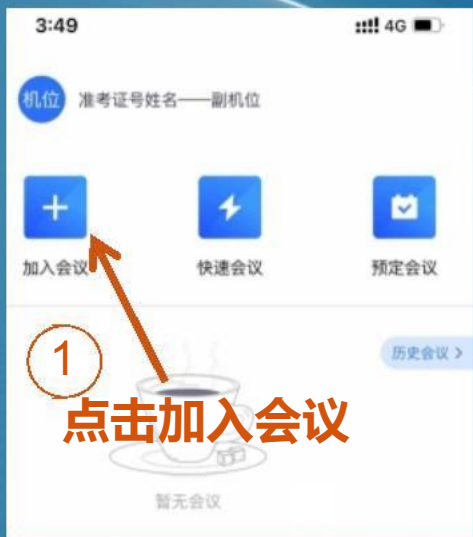 3:49
4G
机位
准考证号姓名——副机位
加入会议
快速会议
预定会议
历史会议 >
1
点击加入会议
暂无会议